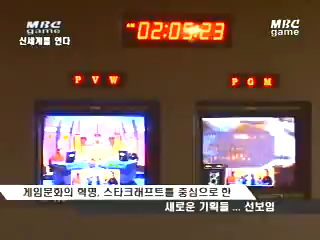 MBC game
신세계를 연다
AM 02:05:23
MBC game
PVW
PGM
게임문화의 혁명, 스타크래프트를 중심으로 한
새로운 기획들 ... 선보임